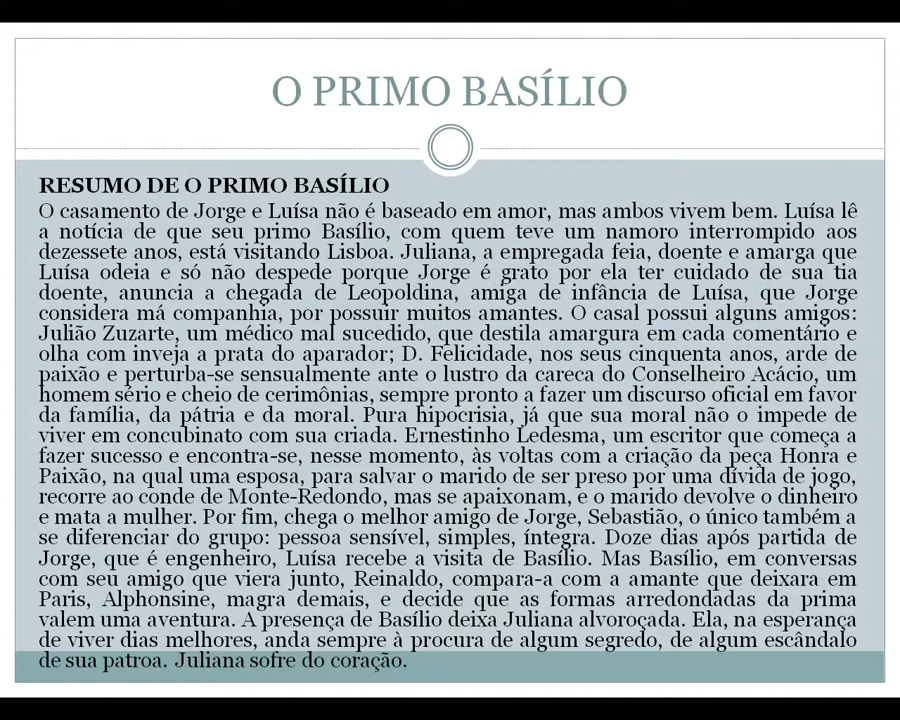 O PRIMO BASÍLIO
RESUMO DE O PRIMO BASÍLIO
O casamento de Jorge e Luísa não é baseado em amor, mas ambos vivem bem. Luísa lê
a notícia de que seu primo Basílio, com quem teve um namoro interrompido aos
dezessete anos, está visitando Lisboa. Juliana, a empregada feia, doente e amarga que
Luísa odeia e só não despede porque Jorge é grato por ela ter cuidado de sua tia
doente, anuncia a chegada de Leopoldina, amiga de infância de Luísa, que Jorge
considera má companhia, por possuir muitos amantes. O casal possui alguns amigos:
Julião Zuzarte, um médico mal sucedido, que destila amargura em cada comentário e
olha com inveja a prata do aparador; D. Felicidade, nos seus cinquenta anos, arde de
paixão e perturba-se sensualmente ante o lustro da careca do Conselheiro Acácio, um
homem sério e cheio de cerimônias, sempre pronto a fazer um discurso oficial em favor
da família, da pátria e da moral. Pura hipocrisia, já que sua moral não o impede de
viver em concubinato com sua criada. Ernestinho Ledesma, um escritor que começa a
fazer sucesso e encontra-se, nesse momento, às voltas com a criação da peça Honra e
Paixão, na qual uma esposa, para salvar o marido de ser preso por uma dívida de jogo,
recorre ao conde de Monte-Redondo, mas se apaixonam, e o marido devolve o dinheiro
e mata a mulher. Por fim, chega o melhor amigo de Jorge, Sebastião, o único também a
se diferenciar do grupo: pessoa sensível, simples, íntegra. Doze dias após partida de
Jorge, que é engenheiro, Luísa recebe a visita de Basílio. Mas Basílio, em conversas
com seu amigo que viera junto, Reinaldo, compara-a com a amante que deixara em
Paris, Alphonsine, magra demais, e decide que as formas arredondadas da prima
valem uma aventura. A presença de Basílio deixa Juliana alvoroçada. Ela, na esperança
de viver dias melhores, anda sempre à procura de algum segredo, de algum escândalo
de sua patroa. Juliana sofre do coração.